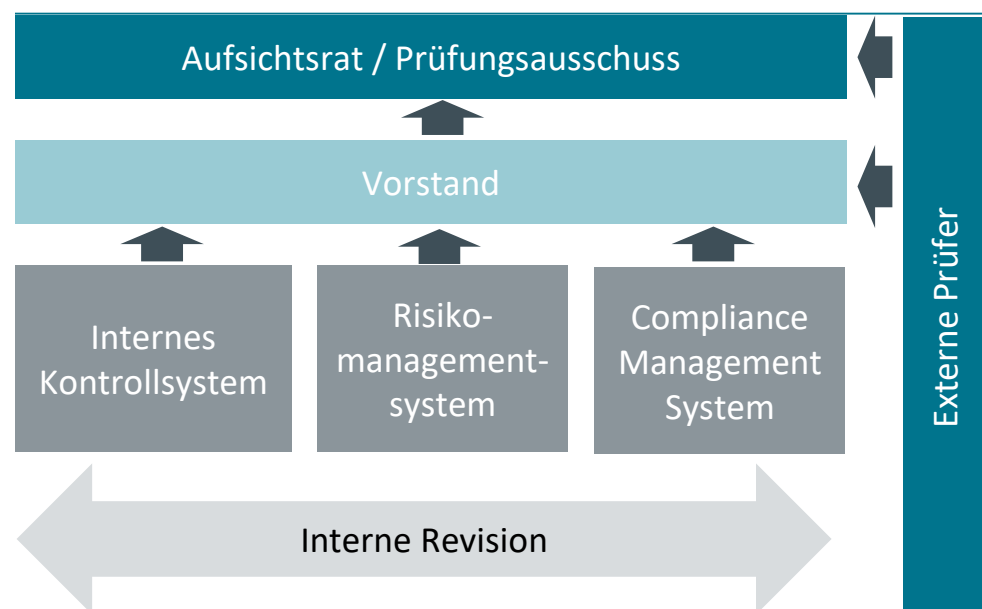 Aufsichtsrat / Prüfungsausschuss
Vorstand
Internes
Kontrollsystem
Risiko-
management-
system
Compliance
Management
System
Interne Revision
Externe Prüfer